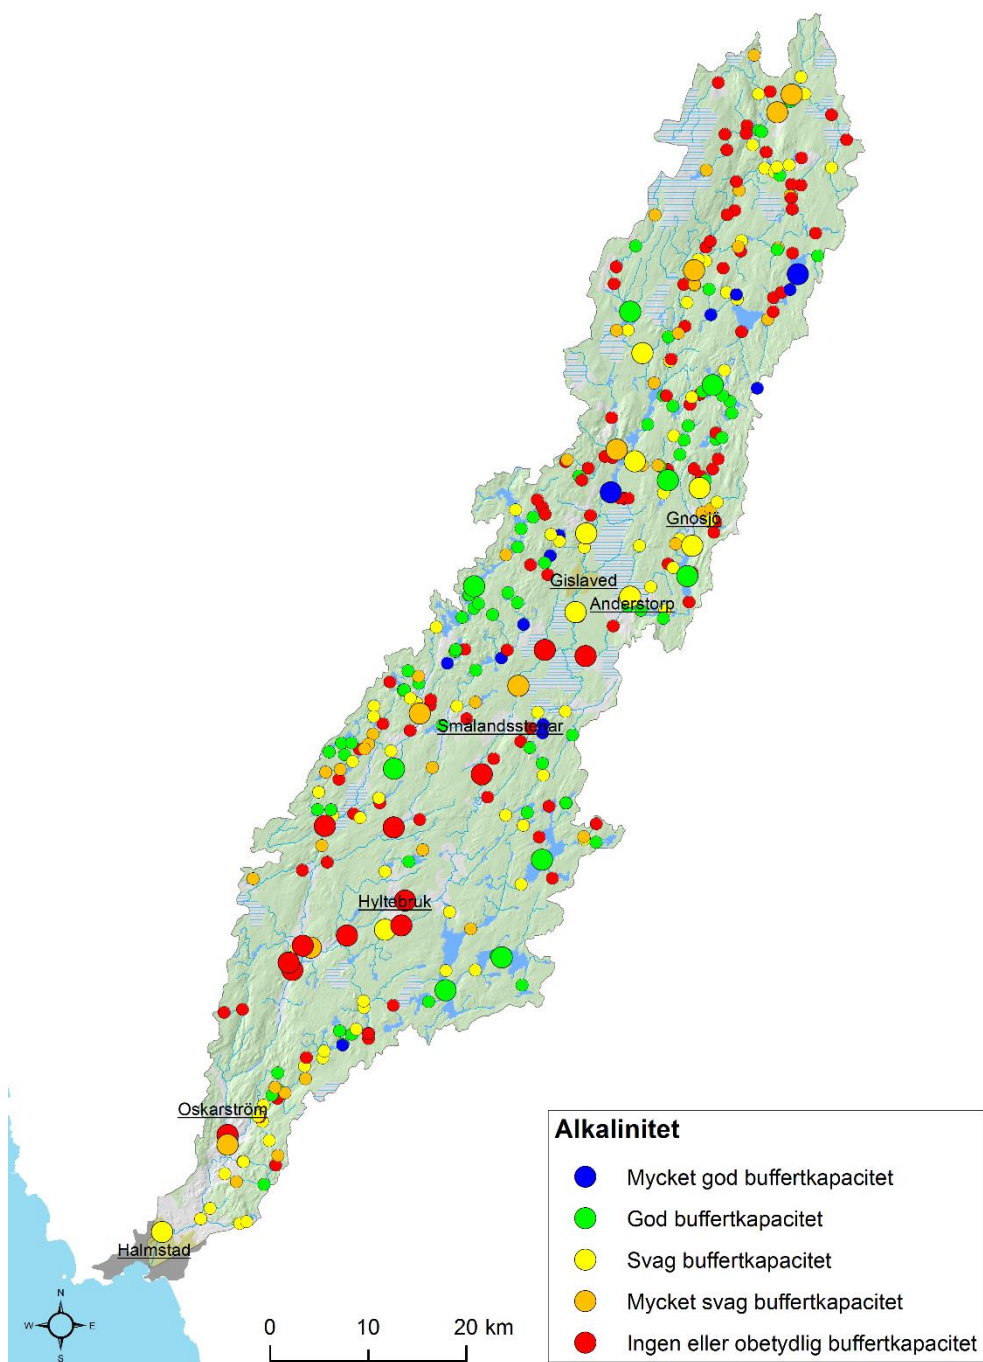 Gnosjö
Gislaved
Anderstorp
Smålandsstenar
Hyltebruk
Oskarström
Halmstad
N
W
E
S
0 10 20 km
Alkalinitet
Mycket god buffertkapacitet
God buffertkapacitet
Svag buffertkapacitet
Mycket svag buffertkapacitet
Ingen eller obetydlig buffertkapacitet